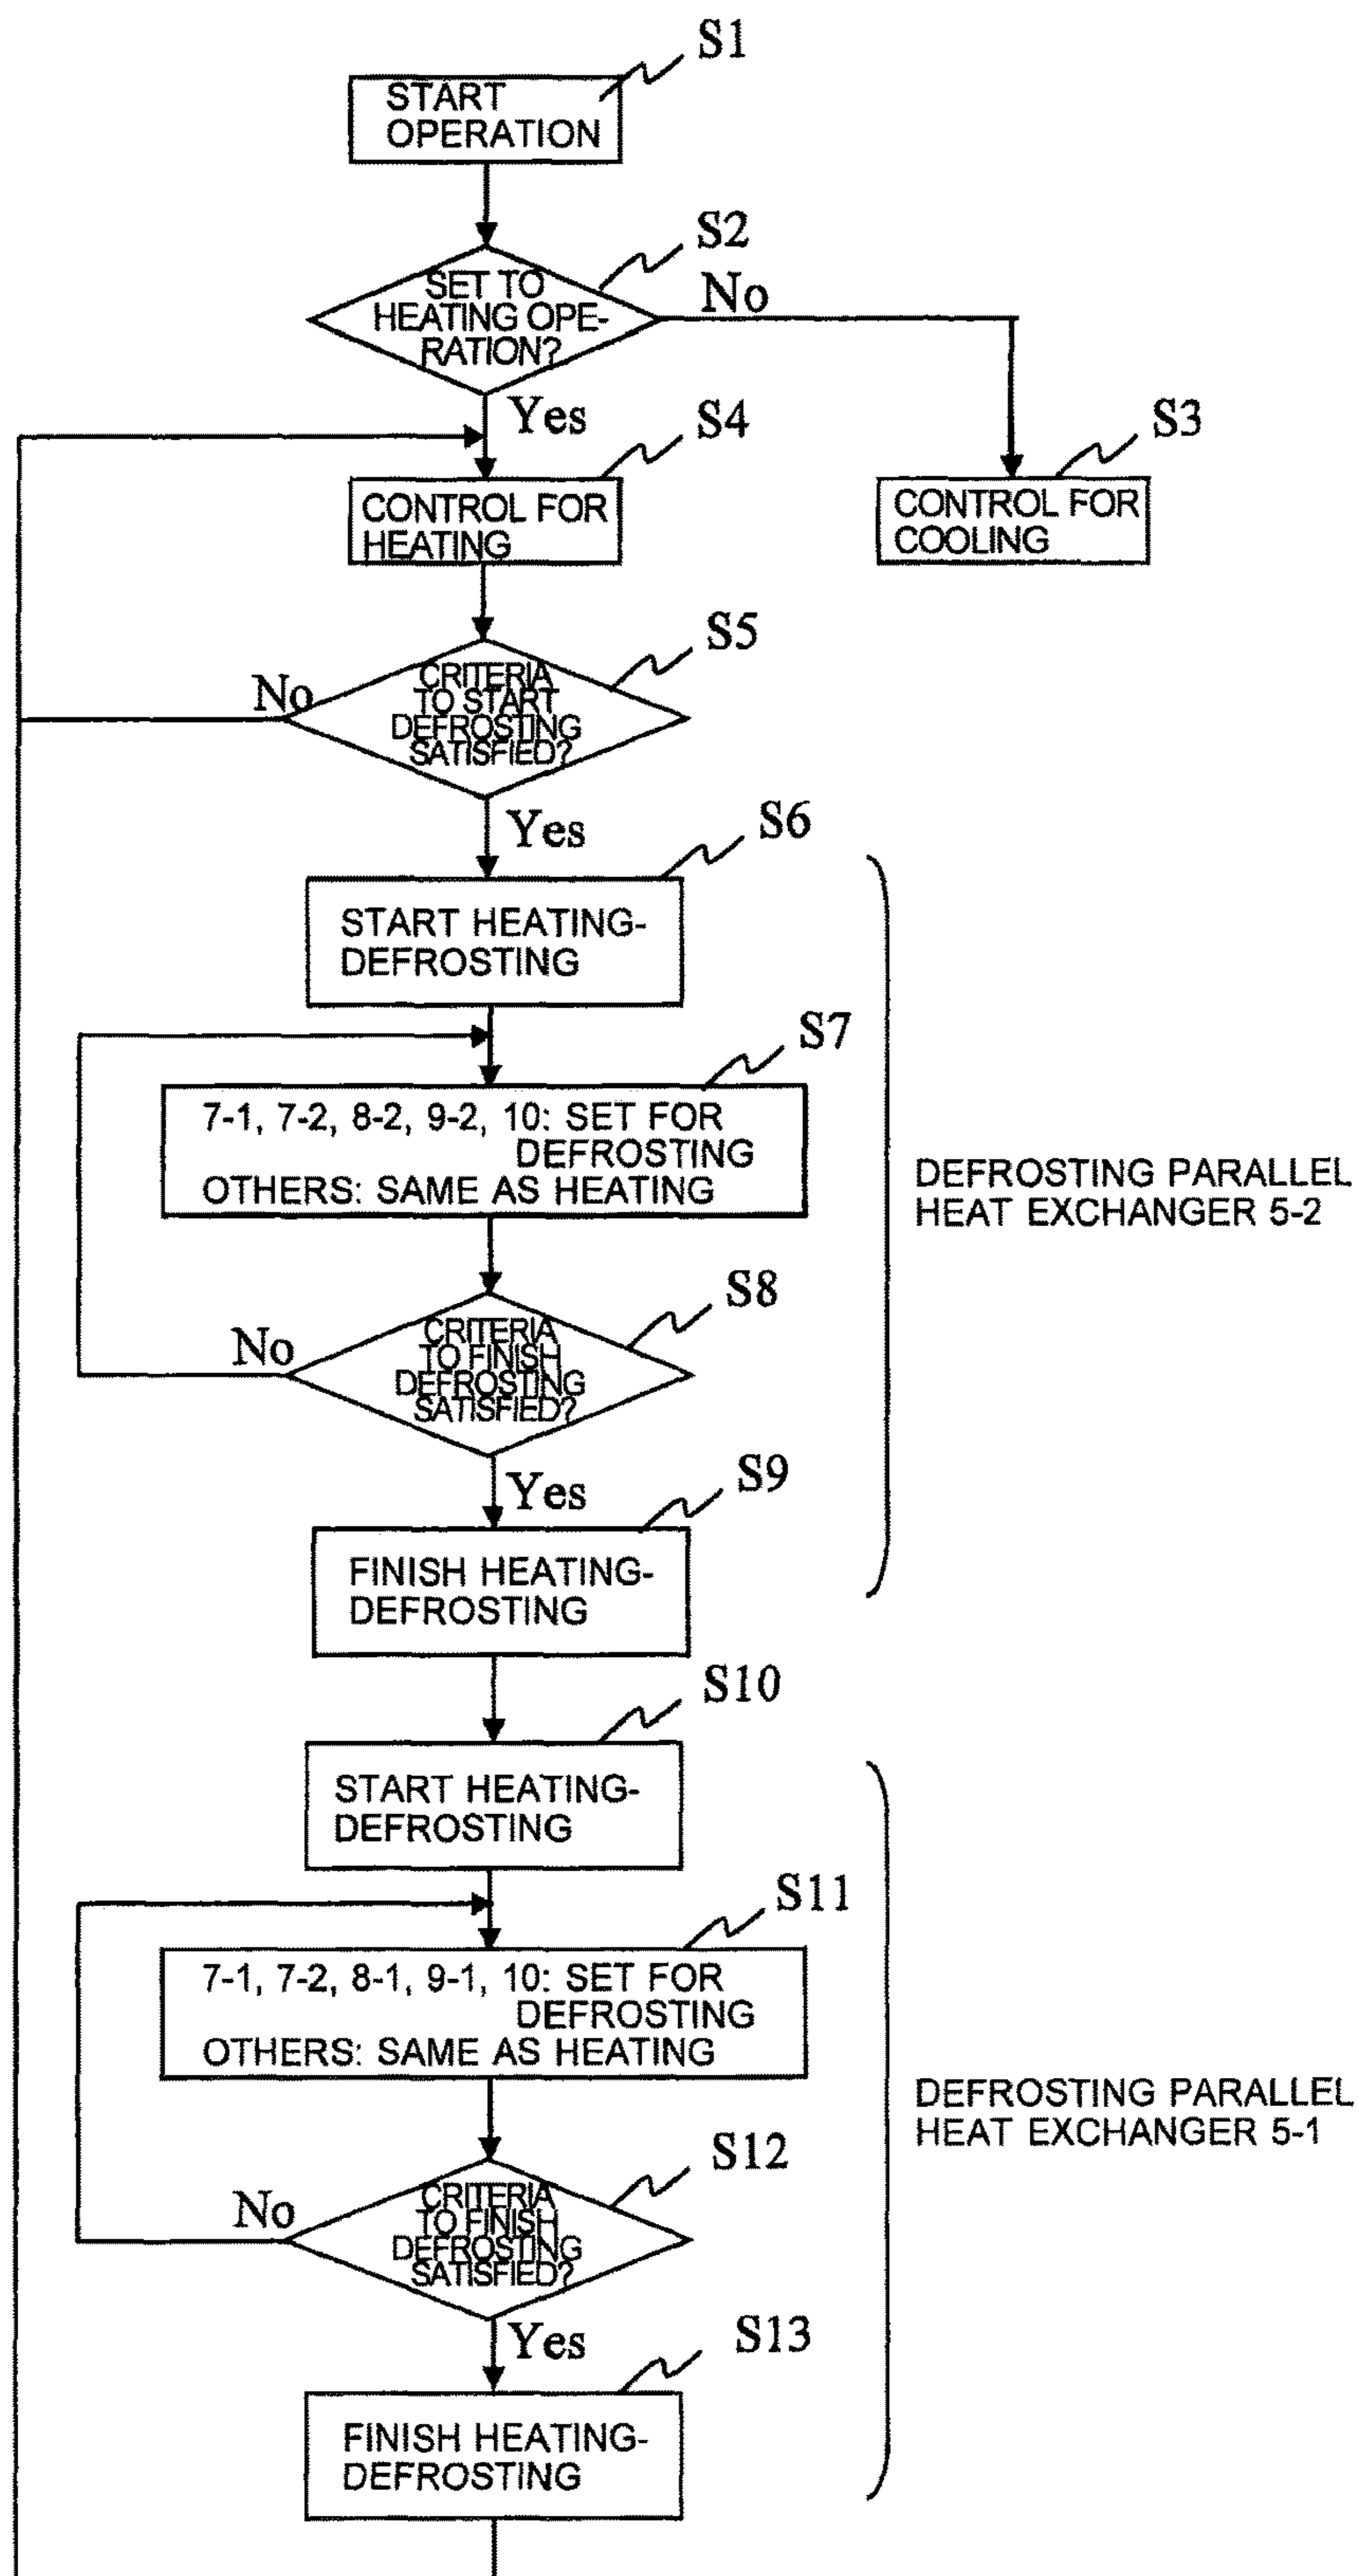 S1
START
OPERATION
S2
SET TO
HEATING OPE-
RATION?
No
Yes
S4
S3
CONTROL FOR
HEATING
CONTROL FOR
COOLING
S5
No
CRITERIA
TO START
DEFROSTING
SATISFIED?
Yes
S6
START HEATING-
DEFROSTING
S7
7-1, 7-2, 8-2, 9-2, 10: SET FOR
DEFROSTING
OTHERS: SAME AS HEATING
DEFROSTING PARALLEL
HEAT EXCHANGER 5-2
S8
No
CRITERIA
TO FINISH
DEFROSTING
SATISFIED?
Yes
S9
FINISH HEATING-
DEFROSTING
S10
START HEATING-
DEFROSTING
S11
7-1, 7-2, 8-1, 9-1, 10: SET FOR
DEFROSTING
OTHERS: SAME AS HEATING
DEFROSTING PARALLEL
HEAT EXCHANGER 5-1
S12
No
CRITERIA
TO FINISH
DEFROSTING
SATISFIED?
Yes
S13
FINISH HEATING-
DEFROSTING